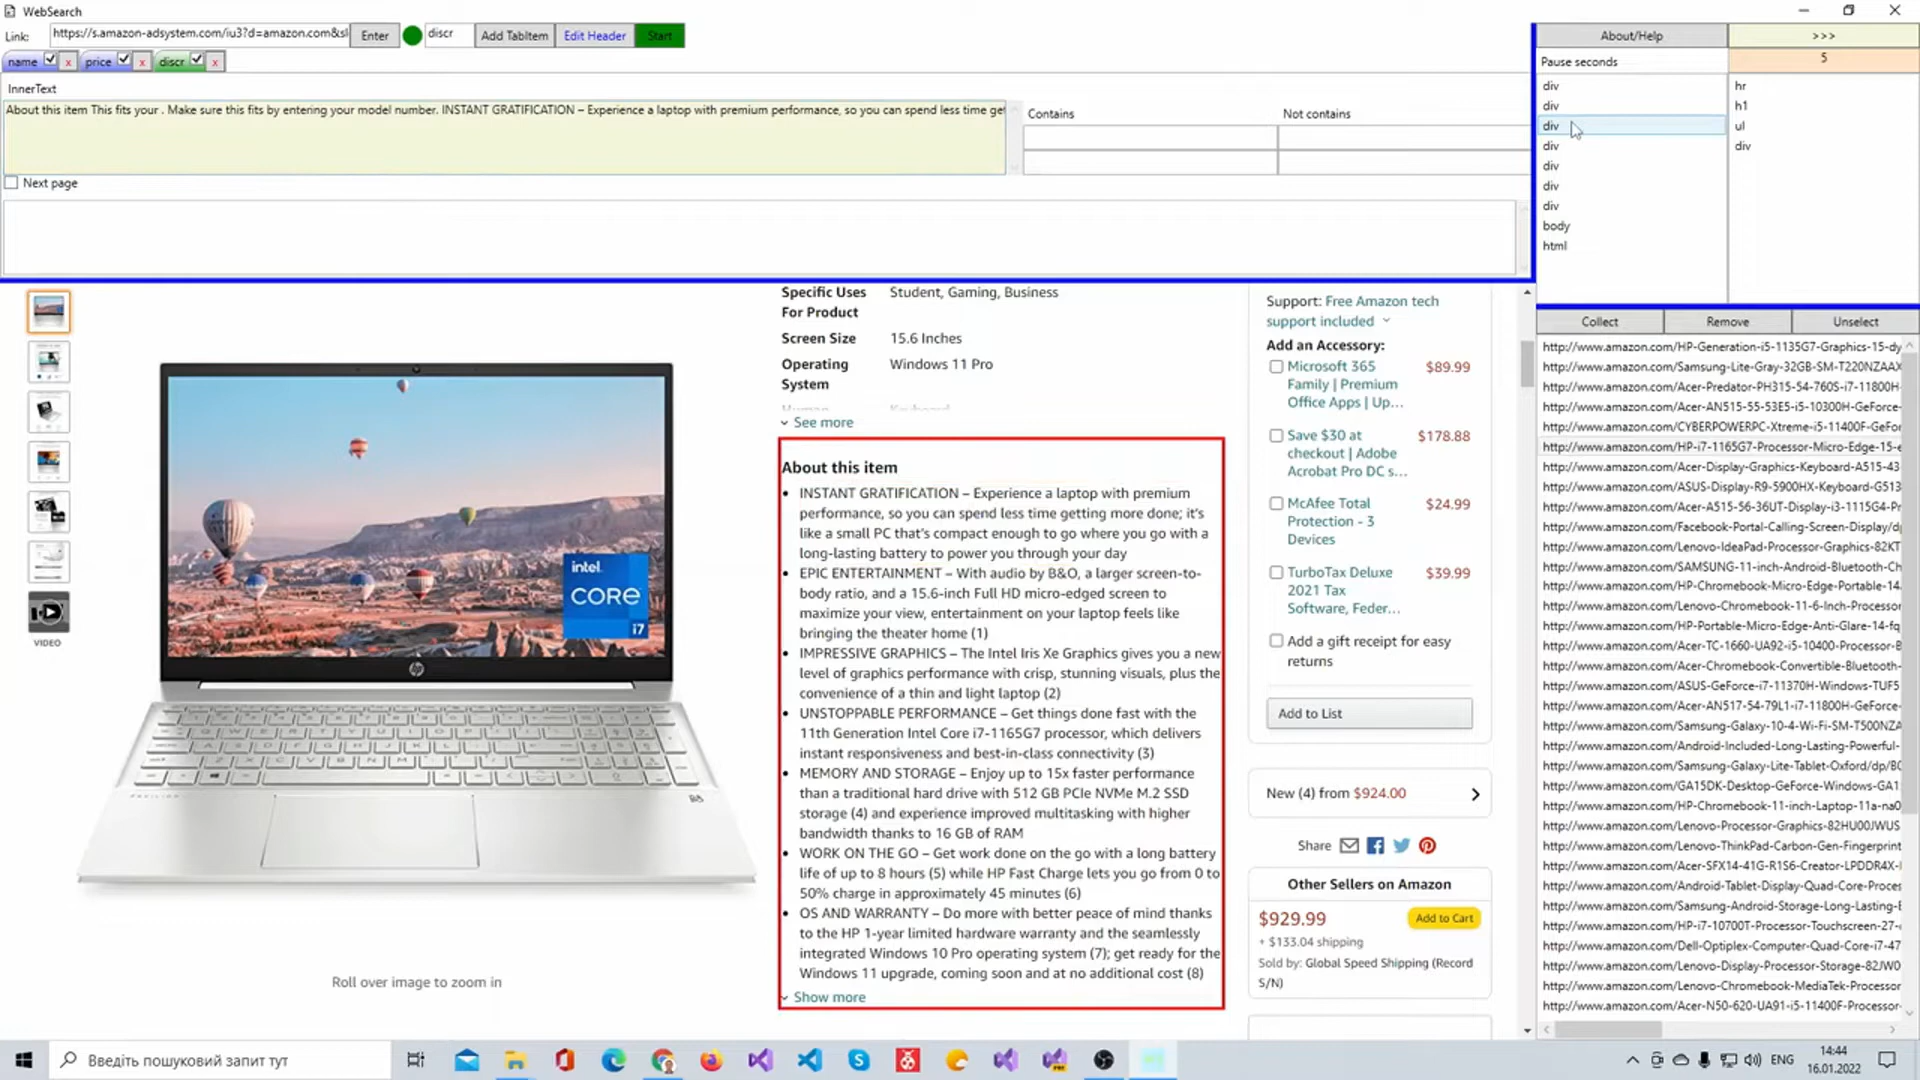 WebSearch
Link:
https://s.amazon-adsystem.com/iu3?d=amazon.com&sl
Enter
discr
Add TabItem
Edit Header
Start
name
x
price
x
discr
x
InnerText
About this item This fits your . Make sure this fits by entering your model number. INSTANT GRATIFICATION – Experience a laptop with premium performance, so you can spend less time get
Contains
Not contains
Next page
About/Help
>>>
Pause seconds
5
div
div
div
div
div
div
div
body
html
hr
h1
ul
div
Collect
Remove
Unselect
http://www.amazon.com/HP-Generation-i5-1135G7-Graphics-15-dy
http://www.amazon.com/Samsung-Lite-Gray-32GB-SM-T220NZAAX
http://www.amazon.com/Acer-Predator-PH315-54-760S-i7-11800H-
http://www.amazon.com/Acer-AN515-55-53E5-i5-10300H-GeForce-
http://www.amazon.com/CYBERPOWERPC-Xtreme-i5-11400F-GeFor
http://www.amazon.com/HP-i7-1165G7-Processor-Micro-Edge-15-e
http://www.amazon.com/Acer-Display-Graphics-Keyboard-A515-43
http://www.amazon.com/ASUS-Display-R9-5900HX-Keyboard-G513
http://www.amazon.com/Acer-A515-56-36UT-Display-i3-1115G4-Pr
http://www.amazon.com/Facebook-Portal-Calling-Screen-Display/d
http://www.amazon.com/Lenovo-IdeaPad-Processor-Graphics-82KT
http://www.amazon.com/SAMSUNG-11-inch-Android-Bluetooth-Ch
http://www.amazon.com/HP-Chromebook-Micro-Edge-Portable-14
http://www.amazon.com/Lenovo-Chromebook-11-6-Inch-Processor
http://www.amazon.com/HP-Portable-Micro-Edge-Anti-Glare-14-fq
http://www.amazon.com/Acer-TC-1660-UA92-i5-10400-Processor-B
http://www.amazon.com/Acer-Chromebook-Convertible-Bluetooth-
http://www.amazon.com/ASUS-GeForce-i7-11370H-Windows-TUF5
http://www.amazon.com/Acer-AN517-54-79L1-i7-11800H-GeForce-
http://www.amazon.com/Samsung-Galaxy-10-4-Wi-Fi-SM-T500NZA
http://www.amazon.com/Android-Included-Long-Lasting-Powerful-
http://www.amazon.com/Samsung-Galaxy-Lite-Tablet-Oxford/dp/B0
http://www.amazon.com/GA15DK-Desktop-GeForce-Windows-GA1
http://www.amazon.com/HP-Chromebook-11-inch-Laptop-11a-na0
http://www.amazon.com/Lenovo-Processor-Graphics-82HU00JWUS
http://www.amazon.com/Lenovo-ThinkPad-Carbon-Gen-Fingerprint
http://www.amazon.com/Acer-SFX14-41G-R1S6-Creator-LPDDR4X-
http://www.amazon.com/Android-Tablet-Display-Quad-Core-Proces
http://www.amazon.com/Samsung-Android-Storage-Long-Lasting-B
http://www.amazon.com/HP-i7-10700T-Processor-Touchscreen-27-
http://www.amazon.com/Dell-Optiplex-Computer-Quad-Core-i7-47
http://www.amazon.com/Lenovo-Display-Processor-Storage-82JW0
http://www.amazon.com/Lenovo-Chromebook-MediaTek-Processor
http://www.amazon.com/Acer-N50-620-UA91-i5-11400F-Processor-
VIDEO
intel.
CORE
i7
hp
Roll over image to zoom in
Specific Uses For Product
Student, Gaming, Business
Screen Size
15.6 Inches
Operating System
Windows 11 Pro
Human
Keyboard
See more
About this item
INSTANT GRATIFICATION – Experience a laptop with premium
performance, so you can spend less time getting more done; it's
like a small PC that's compact enough to go where you go with a
long-lasting battery to power you through your day
EPIC ENTERTAINMENT – With audio by B&O, a larger screen-to-
body ratio, and a 15.6-inch Full HD micro-edged screen to
maximize your view, entertainment on your laptop feels like
bringing the theater home (1)
IMPRESSIVE GRAPHICS – The Intel Iris Xe Graphics gives you a new
level of graphics performance with crisp, stunning visuals, plus the
convenience of a thin and light laptop (2)
UNSTOPPABLE PERFORMANCE – Get things done fast with the
11th Generation Intel Core i7-1165G7 processor, which delivers
instant responsiveness and best-in-class connectivity (3)
MEMORY AND STORAGE – Enjoy up to 15x faster performance
than a traditional hard drive with 512 GB PCIe NVMe M.2 SSD
storage (4) and experience improved multitasking with higher
bandwidth thanks to 16 GB of RAM
WORK ON THE GO – Get work done on the go with a long battery
life of up to 8 hours (5) while HP Fast Charge lets you go from 0 to
50% charge in approximately 45 minutes (6)
OS AND WARRANTY – Do more with better peace of mind thanks
to the HP 1-year limited hardware warranty and the seamlessly
integrated Windows 10 Pro operating system (7); get ready for the
Windows 11 upgrade, coming soon and at no additional cost (8)
Show more
Support: Free Amazon tech
support included
Add an Accessory:
Microsoft 365
Family | Premium
Office Apps | Up...
$89.99
Save $30 at
checkout | Adobe
Acrobat Pro DC s...
$178.88
McAfee Total
Protection - 3
Devices
$24.99
TurboTax Deluxe
2021 Tax
Software, Feder...
$39.99
Add a gift receipt for easy
returns
Add to List
New (4) from $924.00
Share
Other Sellers on Amazon
$929.99
Add to Cart
+ $133.04 shipping
Sold by: Global Speed Shipping (Record
S/N)
Введіть пошуковий запит тут
ENG
14:44
16.01.2022